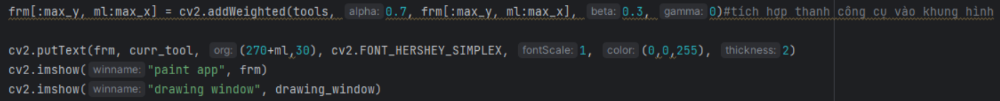 frm[:max_y, ml:max_x] = cv2.addWeighted(tools, alpha: 0.7, frm[:max_y, ml:max_x], beta: 0.3, gamma: 0)#tích hợp thanh công cụ vào khung hình
cv2.putText(frm, curr_tool, org: (270+ml,30), cv2.FONT_HERSHEY_SIMPLEX, fontScale: 1, color: (0,0,255), thickness: 2)
cv2.imshow( winname: "paint app", frm)
cv2.imshow( winname: "drawing window", drawing_window)